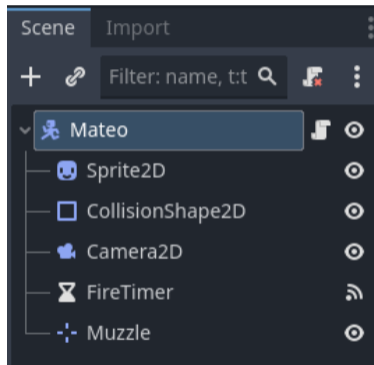 Scene Import
Filter: name, t:t
Mateo
Sprite2D
CollisionShape2D
Camera2D
FireTimer
Muzzle